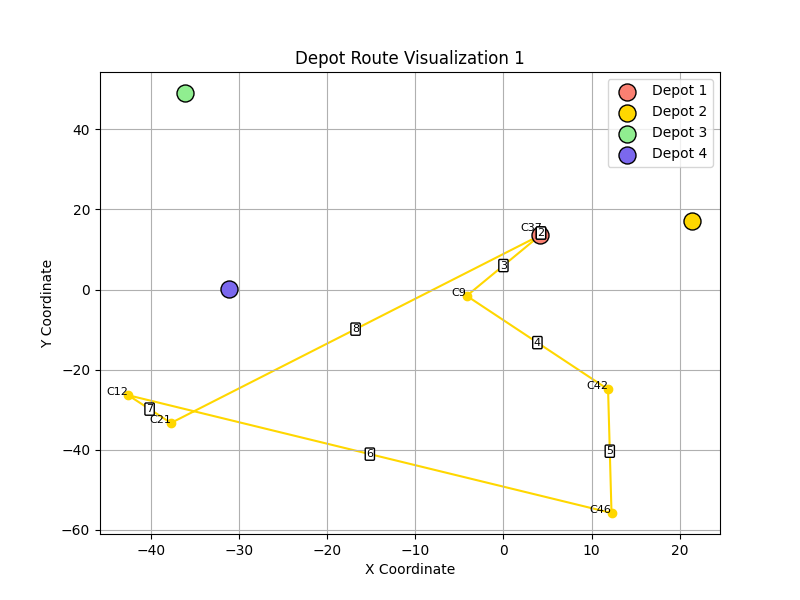 Depot Route Visualization 1
Depot 1
Depot 2
Depot 3
Depot 4
Y Coordinate
40
20
0
−20
−40
−60
C37
2
3
C9
8
4
C12
7
C21
C42
6
5
C46
−40
−30
−20
−10
0
10
20
X Coordinate